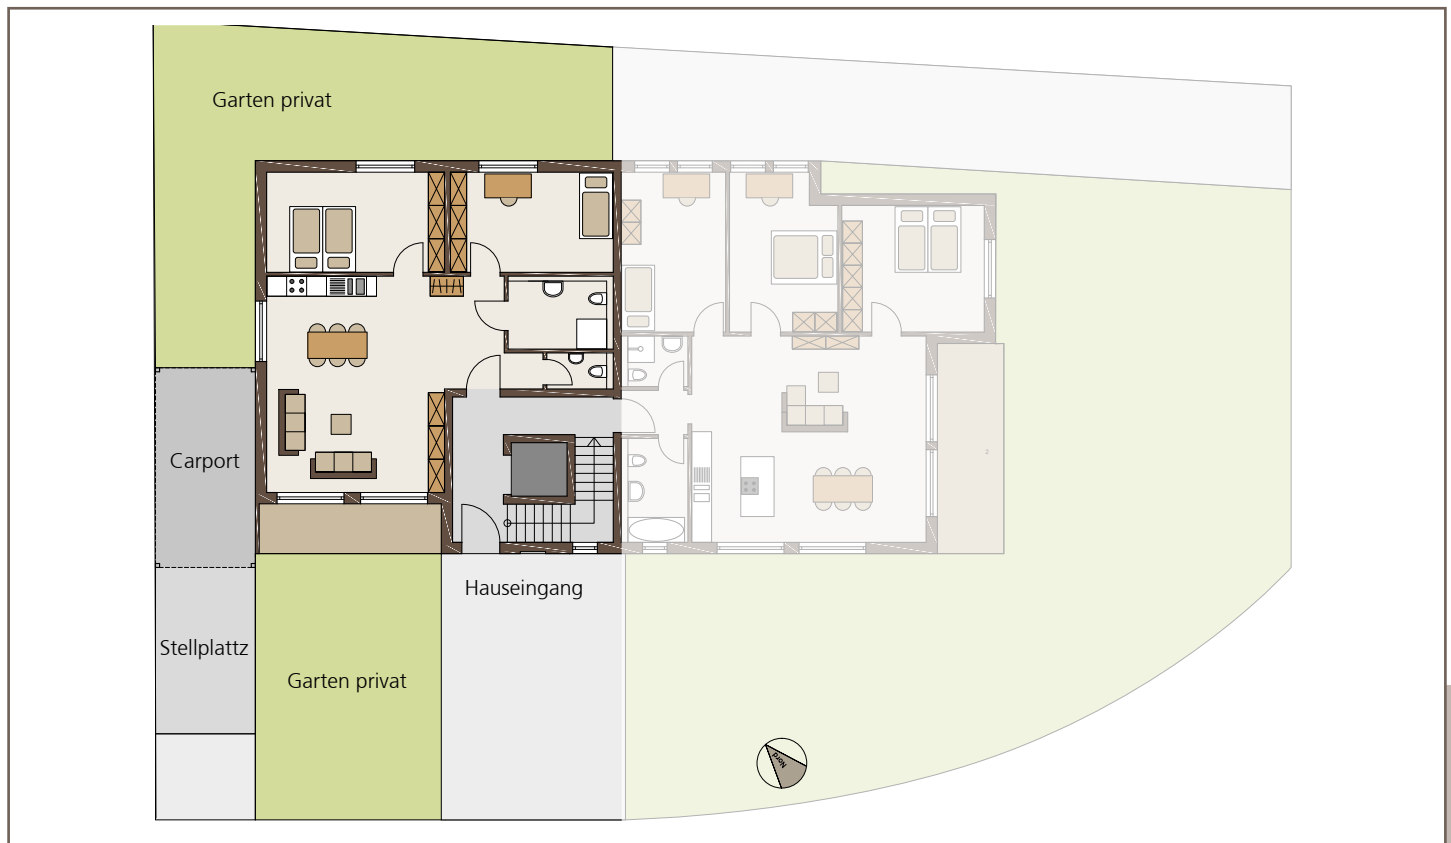 Garten privat
Carport
Hauseingang
Stellplattz
Garten privat
Nord